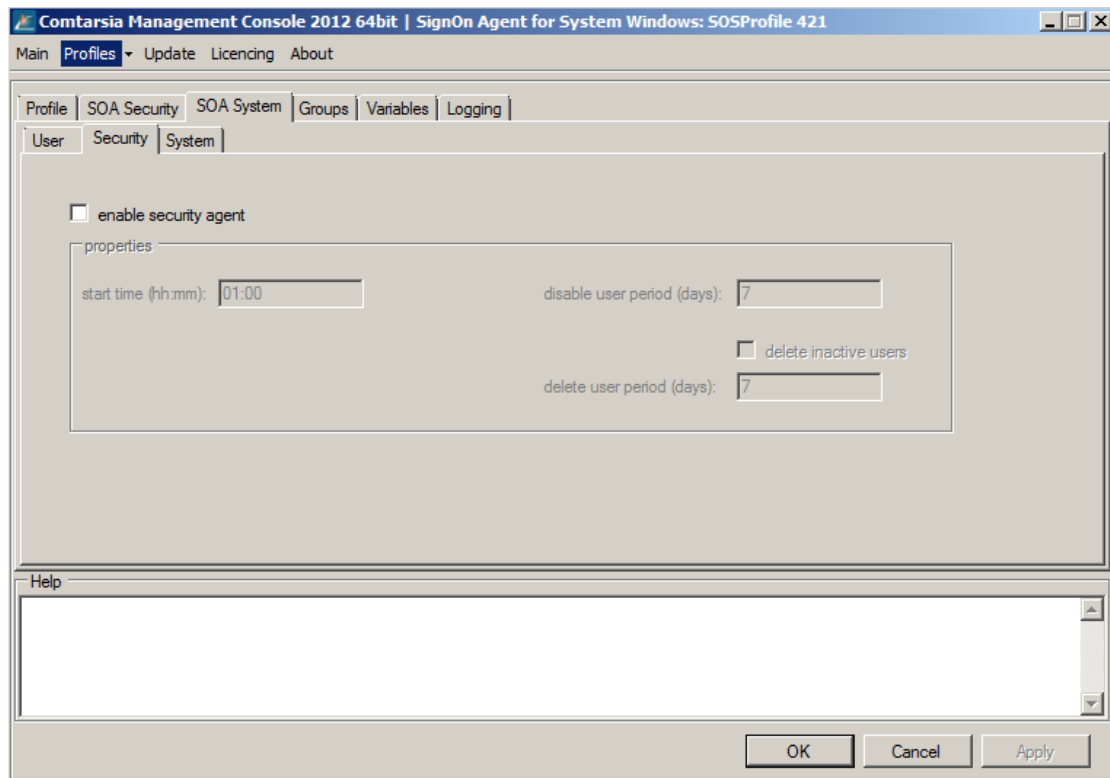 Comtarsia Management Console 2012 64bit | SignOn Agent for System Windows: SOSProfile 421
Main Profiles Update Licencing About
Profile SOA Security SOA System Groups Variables Logging
User Security System
enable security agent
properties
start time (hh:mm): 01:00 disable user period (days): 7
delete inactive users
delete user period (days): 7
Help
OK Cancel Apply